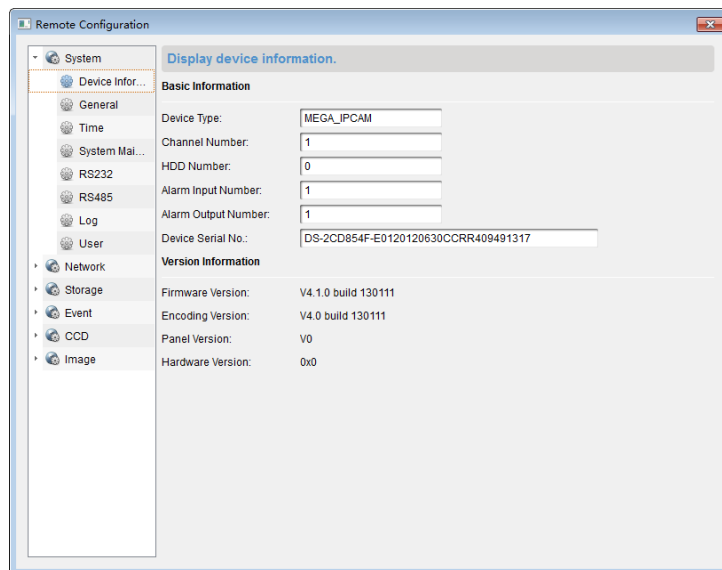 Remote Configuration
System
Device Infor...
General
Time
System Mai...
RS232
RS485
Log
User
Network
Storage
Event
CCD
Image
Display device information.
Basic Information
Device Type: MEGA_IPCAM
Channel Number: 1
HDD Number: 0
Alarm Input Number: 1
Alarm Output Number: 1
Device Serial No.: DS-2CD854F-E0120120630CCRR409491317
Version Information
Firmware Version: V4.1.0 build 130111
Encoding Version: V4.0 build 130111
Panel Version: V0
Hardware Version: 0x0